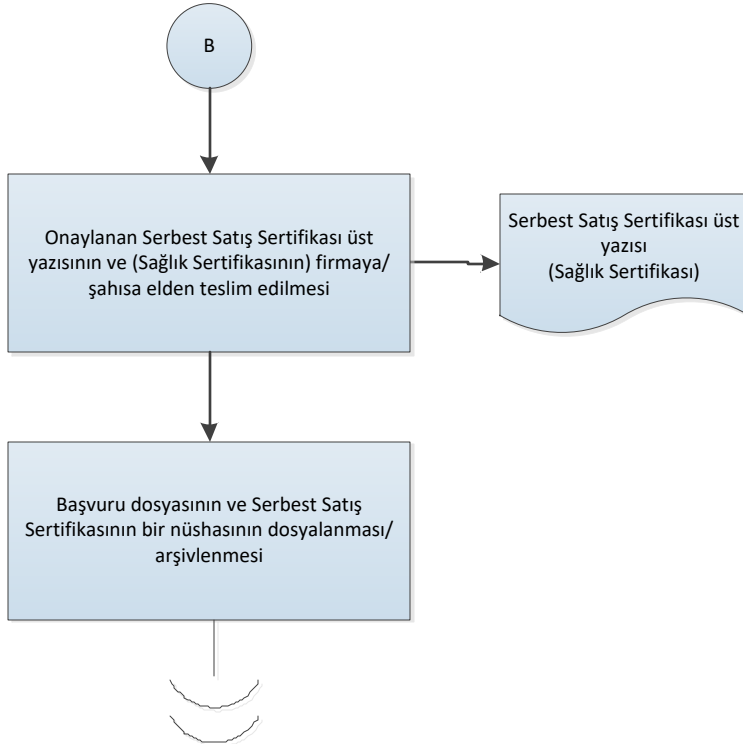 B
Onaylanan Serbest Satış Sertifikası üst
yazısının ve (Sağlık Sertifikasının) firmaya/
şahısa elden teslim edilmesi
Serbest Satış Sertifikası üst
yazısı
(Sağlık Sertifikası)
Başvuru dosyasının ve Serbest Satış
Sertifikasının bir nüshasının dosyalanması/
arşivlenmesi